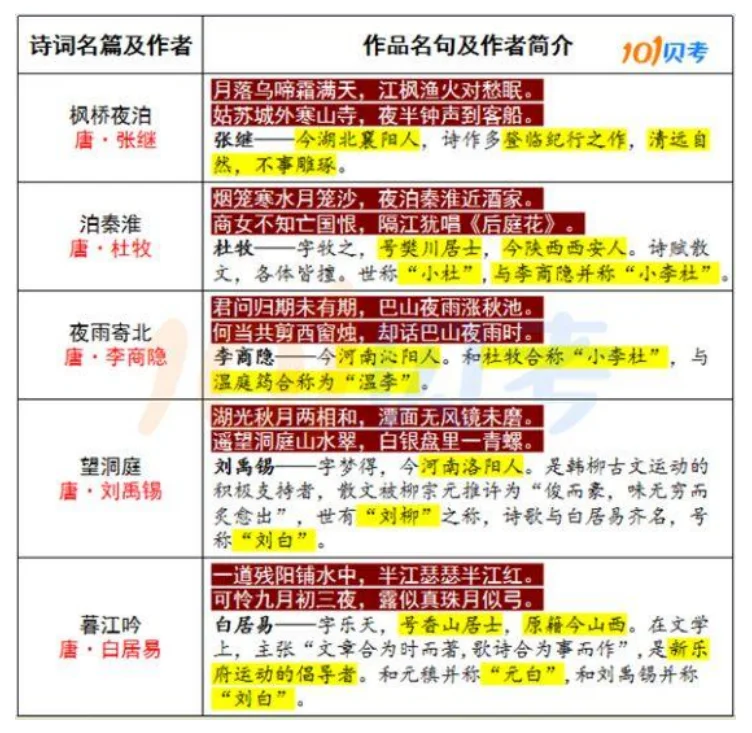 诗词名篇及作者
作品名句及作者简介
101贝考
枫桥夜泊
唐·张继
月落乌啼霜满天，江枫渔火对愁眠。
姑苏城外寒山寺，夜半钟声到客船。
张继——今湖北襄阳人，诗作多登临纪行之作，清远自
然，不事雕琢。
泊秦淮
唐·杜牧
烟笼寒水月笼沙，夜泊秦淮近酒家。
商女不知亡国恨，隔江犹唱《后庭花》。
杜牧——字牧之，号樊川居士，今陕西西安人。诗赋散
文，各体皆擅。世称“小杜”,与李商隐并称“小李杜”。
夜雨寄北
唐·李商隐
君问归期未有期，巴山夜雨涨秋池。
何当共剪西窗烛，却话巴山夜雨时。
李商隐——今河南沁阳人。和杜牧合称“小李杜”，与
温庭筠合称为“温李”。
望洞庭
唐·刘禹锡
湖光秋月两相和，潭面无风镜未磨。
遥望洞庭山水翠，白银盘里一青螺。
刘禹锡——字梦得，今河南洛阳人。是韩柳古文运动的
积极支持者，散文被柳宗元推许为“俊而豪，味无穷而
炙愈出”，世有“刘柳”之称，诗歌与白居易齐名，号
称“刘白”。
暮江吟
唐·白居易
一道残阳铺水中，半江瑟瑟半江红。
可怜九月初三夜，露似真珠月似弓。
白居易——字乐天，号香山居士，原籍今山西。在文学
上，主张“文章合为时而著,歌诗合为事而作”,是新乐
府运动的倡导者。和元稹并称“元白”,和刘禹锡并称
“刘白”。